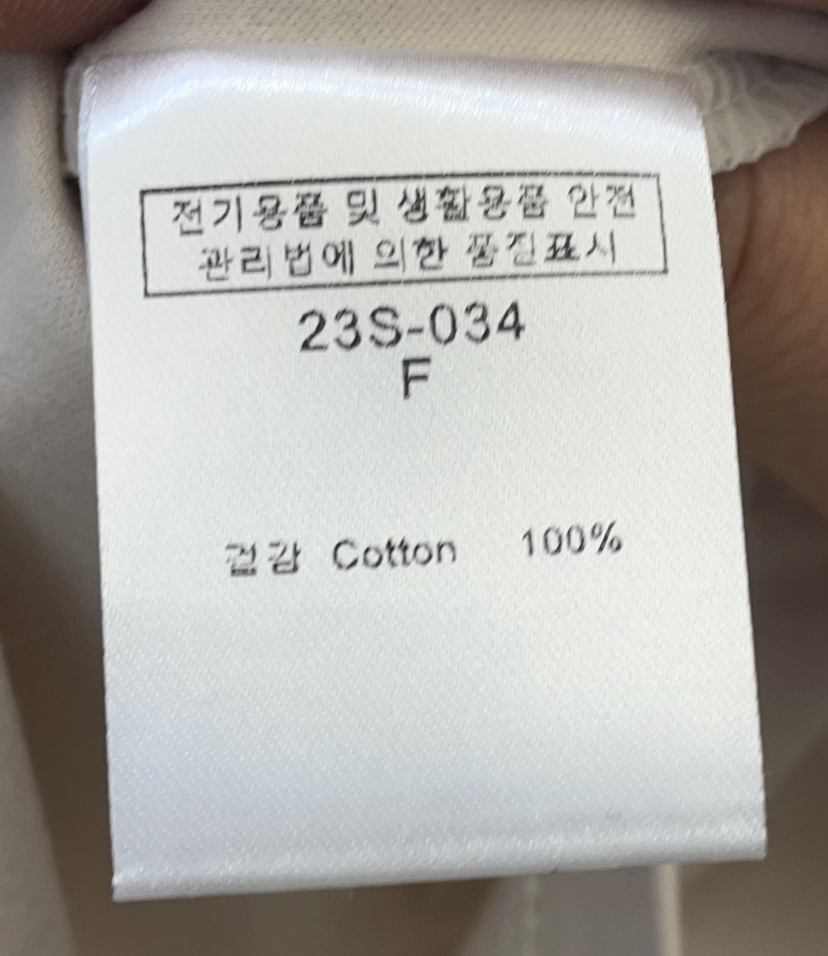 전기용품 및 생활용품 안전
관리법에 의한 품질표시
23S-034
F
겉감 Cotton 100%